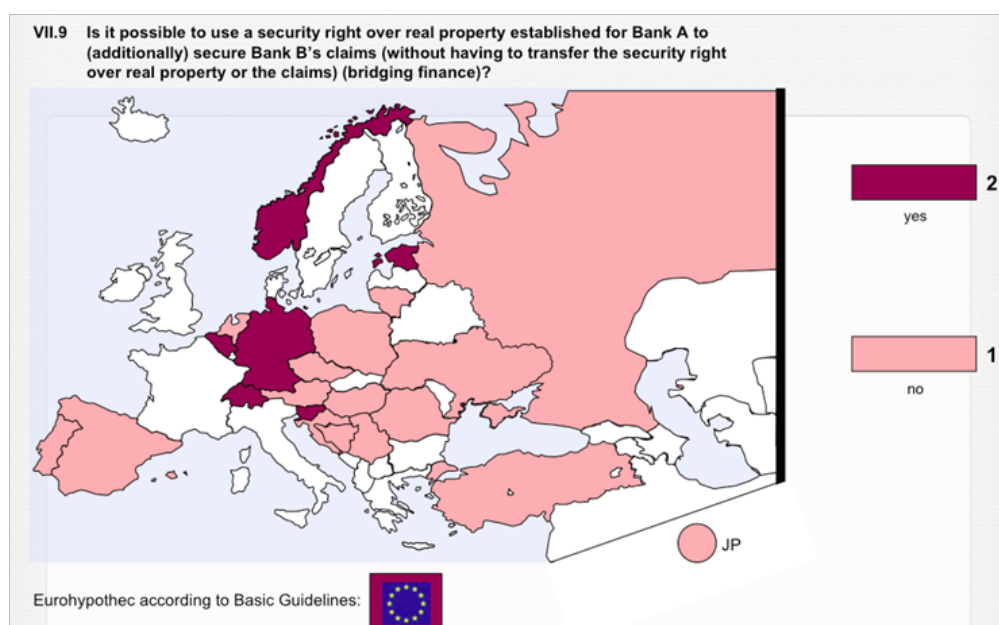 VII.9 Is it possible to use a security right over real property established for Bank A to
(additionally) secure Bank B's claims (without having to transfer the security right
over real property or the claims) (bridging finance)?
2
yes
1
no
JP
Eurohypothec according to Basic Guidelines: